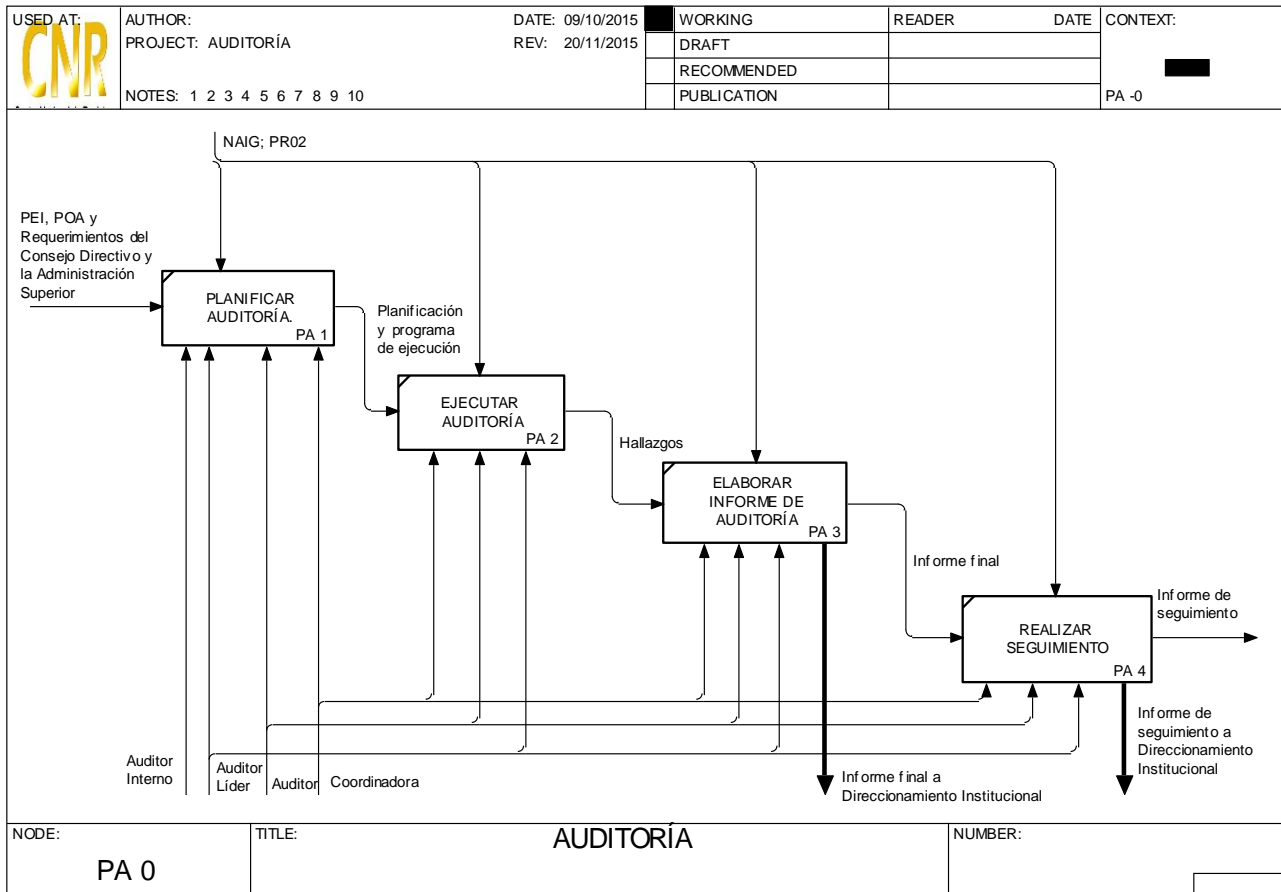 USED AT:
CNR
AUTHOR:
DATE: 09/10/2015
PROJECT: AUDITORÍA
REV: 20/11/2015
NOTES: 1 2 3 4 5 6 7 8 9 10
WORKING
DRAFT
RECOMMENDED
PUBLICATION
READER DATE
CONTEXT:
PA -0
NAIG; PR02
PEI, POA y
Requerimientos del
Consejo Directivo y
la Administración
Superior
PLANIFICAR
AUDITORÍA.
PA 1
Planificación
y programa
de ejecución
EJECUTAR
AUDITORÍA
PA 2
Hallazgos
ELABORAR
INFORME DE
AUDITORÍA
PA 3
Informe final
REALIZAR
SEGUIMIENTO
PA 4
Informe de
seguimiento
Auditor
Interno
Auditor
Líder
Auditor
Coordinadora
Informe final a
Direccionamiento Institucional
Informe de
seguimiento a
Direccionamiento
Institucional
NODE:
PA 0
TITLE:
AUDITORÍA
NUMBER: